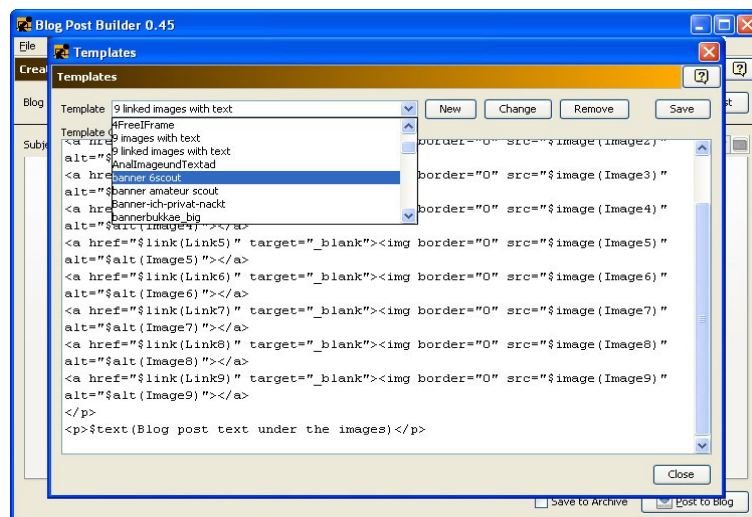 Blog Post Builder 0.45
File
Templates
Templates
Blog
Template 9 linked images with text New Change Remove Save
4FreeIFrame
9 images with text
9 linked images with text
AnalImageundTextad
banner 6scout
banner amateur scout
Banner-ich-privat-nackt
bannerbukkae_big
border="0" src="$image(Image2)"
alt="$
<a hre border="0" src="$image(Image3)"
alt="$
<a hre border="0" src="$image(Image4)"
alt="$alt(Image4)"></a>
<a href="$link(Link5)" target="_blank"><img border="0" src="$image(Image5)"
alt="$alt(Image5)"></a>
<a href="$link(Link6)" target="_blank"><img border="0" src="$image(Image6)"
alt="$alt(Image6)"></a>
<a href="$link(Link7)" target="_blank"><img border="0" src="$image(Image7)"
alt="$alt(Image7)"></a>
<a href="$link(Link8)" target="_blank"><img border="0" src="$image(Image8)"
alt="$alt(Image8)"></a>
<a href="$link(Link9)" target="_blank"><img border="0" src="$image(Image9)"
alt="$alt(Image9)"></a>
</p>
<p>$text(Blog post text under the images)</p>
Close
Save to Archive Post to Blog